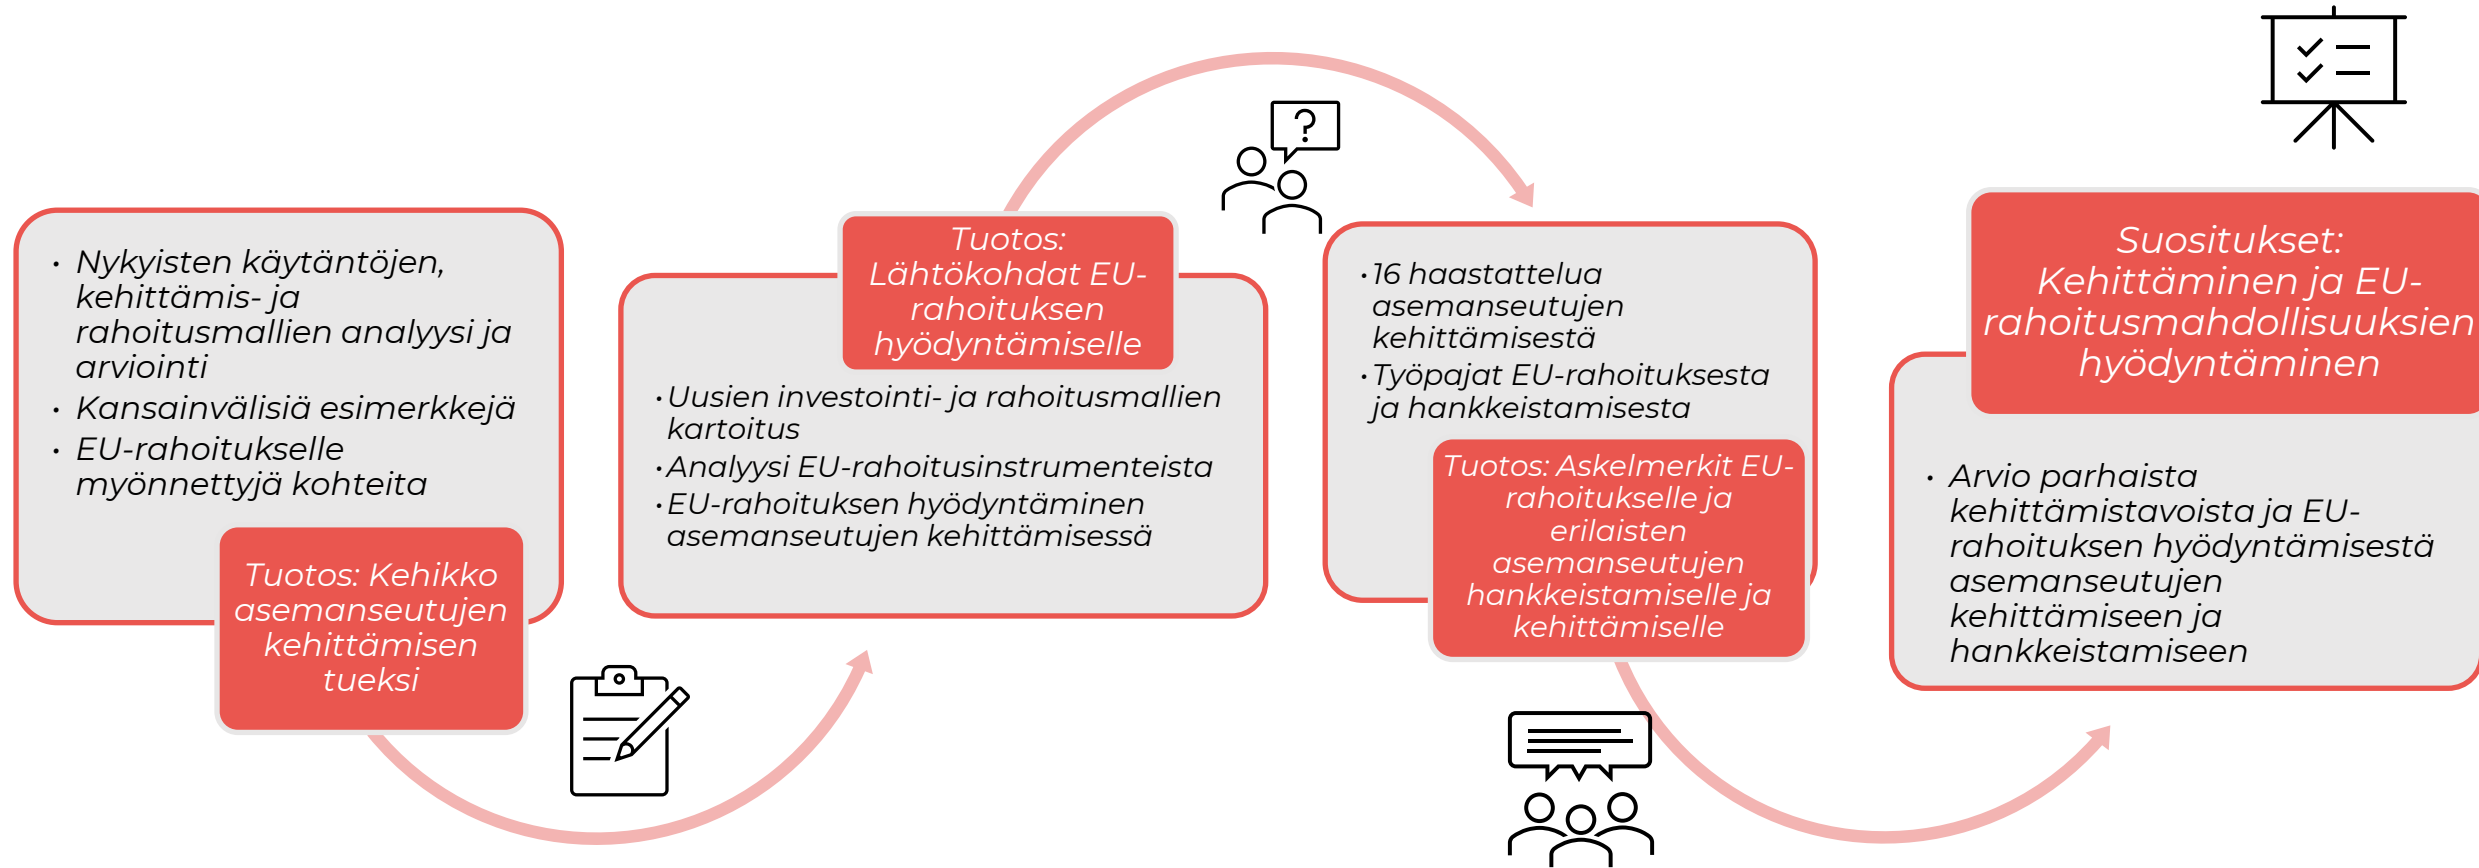 • Nykyisten käytäntöjen,
kehittämis- ja
rahoitusmallien analyysi ja
arviointi
• Kansainvälisiä esimerkkejä
• EU-rahoitukselle
myönnettyjä kohteita
Tuotos: Kehikko
asemanseutujen
kehittämisen
tueksi
Tuotos:
Lähtökohdat EU-
rahoituksen
hyödyntämiselle
• Uusien investointi- ja rahoitusmallien
kartoitus
• Analyysi EU-rahoitusinstrumenteista
• EU-rahoituksen hyödyntäminen
asemanseutujen kehittämisessä
?
• 16 haastattelua
asemanseutujen
kehittämisestä
• Työpajat EU-rahoituksesta
ja hankkeistamisesta
Tuotos: Askelmerkit EU-
rahoitukselle ja
erilaisten
asemanseutujen
hankkeistamiselle ja
kehittämiselle
Suositukset:
Kehittäminen ja EU-
rahoitusmahdollisuuksien
hyödyntäminen
• Arvio parhaista
kehittämistavoista ja EU-
rahoituksen hyödyntämisestä
asemanseutujen
kehittämiseen ja
hankkeistamiseen